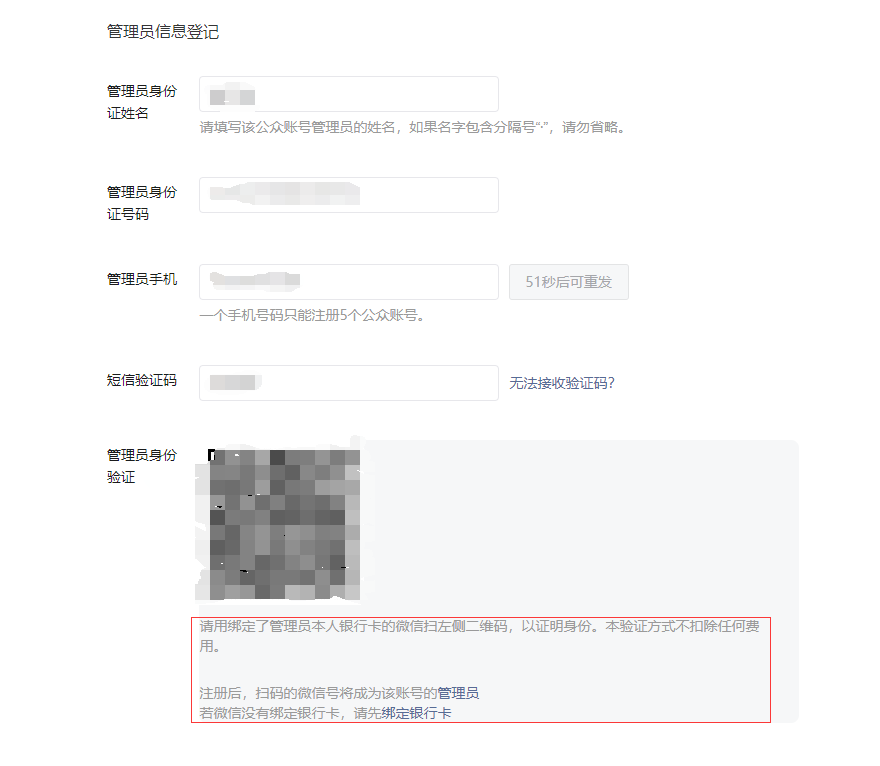 管理员信息登记
管理员身份
证姓名
请填写该公众账号管理员的姓名，如果名字包含分隔号“·”，请勿省略。
管理员身份
证号码
管理员手机
51秒后可重发
一个手机号码只能注册5个公众账号。
短信验证码
无法接收验证码？
管理员身份
验证
请用绑定了管理员本人银行卡的微信扫左侧二维码，以证明身份。本验证方式不扣除任何费
用。
注册后，扫码的微信号将成为该账号的管理员
若微信没有绑定银行卡，请先绑定银行卡